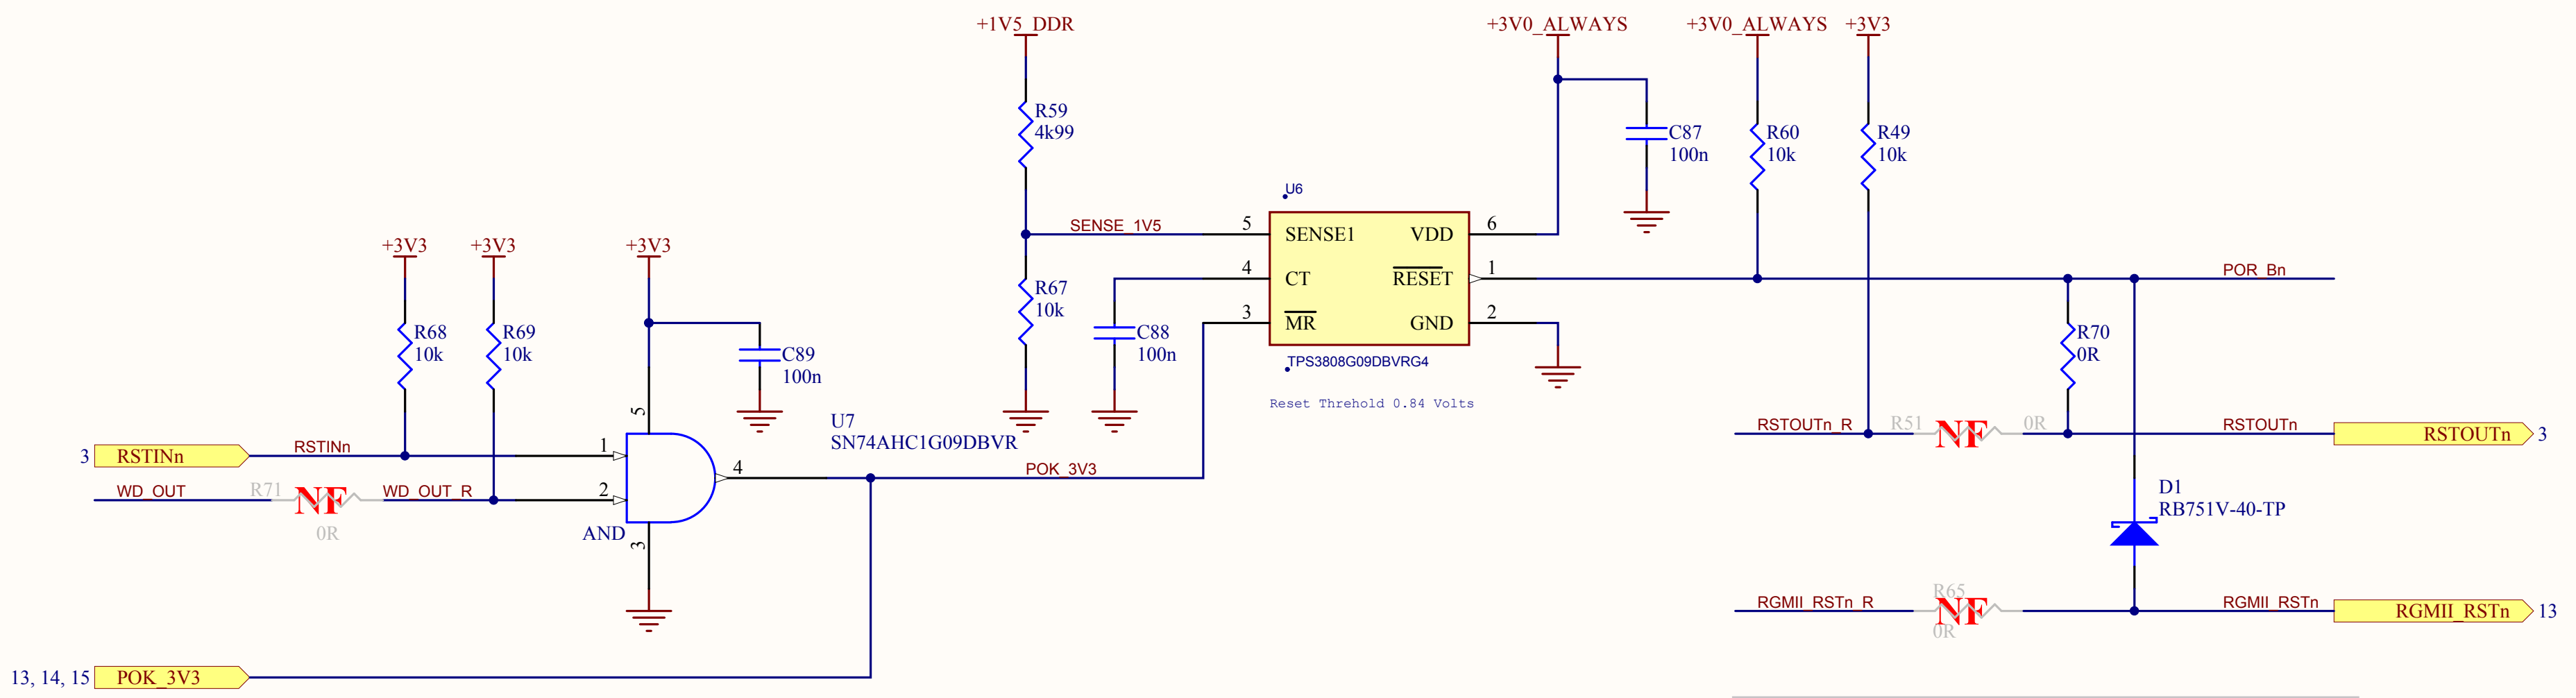 +1V5_DDR
+3V0_ALWAYS
+3V0_ALWAYS
+3V3
R59
4k99
C87
100n
R60
10k
R49
10k
U6
SENSE_1V5
5
SENSE1
VDD
6
4
CT
RESET
1
POR_Bn
3
MR
GND
2
R67
10k
C88
100n
TPS3808G09DBVRG4
Reset Threhold 0.84 Volts
+3V3
+3V3
+3V3
R68
10k
R69
10k
C89
100n
5
U7
SN74AHC1G09DBVR
3
RSTINn
RSTINn
1
4
POK_3V3
WD_OUT
R71
NF
0R
WD_OUT_R
2
AND
3
R70
0R
RSTOUTn_R
R51
NF
0R
RSTOUTn
RSTOUTn
3
D1
RB751V-40-TP
RGMII_RSTn_R
R65
NF
0R
RGMII_RSTn
RGMII_RSTn
13
13, 14, 15
POK_3V3